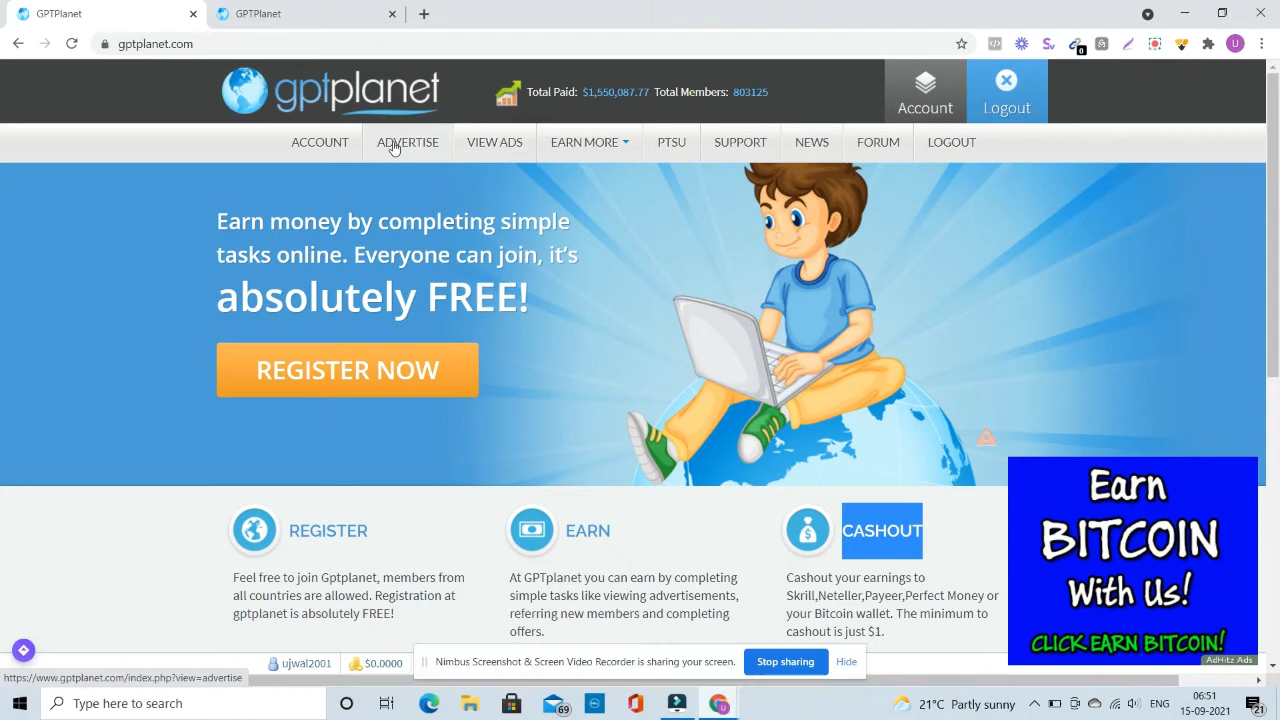 GPTPlanet
GPTPlanet
gptplanet.com
0
U
gptplanet
Total Paid: $1,550,087.77 Total Members: 803125
Account
Logout
ACCOUNT
ADVERTISE
VIEW ADS
EARN MORE
PTSU
SUPPORT
NEWS
FORUM
LOGOUT
Earn money by completing simple
tasks online. Everyone can join, it's
absolutely FREE!
REGISTER NOW
REGISTER
Feel free to join Gptplanet, members from
all countries are allowed. Registration at
gptplanet is absolutely FREE!
EARN
At GPTplanet you can earn by completing
simple tasks like viewing advertisements,
referring new members and completing
offers.
CASHOUT
Cashout your earnings to
Skrill,Neteller,Payeer,Perfect Money or
your Bitcoin wallet. The minimum to
cashout is just $1.
Earn
BITCOIN
With Us!
CLICK EARN BITCOIN!
AdHitz Ads
ujwal2001
$0.0000
Nimbus Screenshot & Screen Video Recorder is sharing your screen.
Stop sharing
Hide
https://www.gptplanet.com/index.php?view=advertise
Type here to search
69
21°C Partly sunny
ENG
06:51
15-09-2021
21